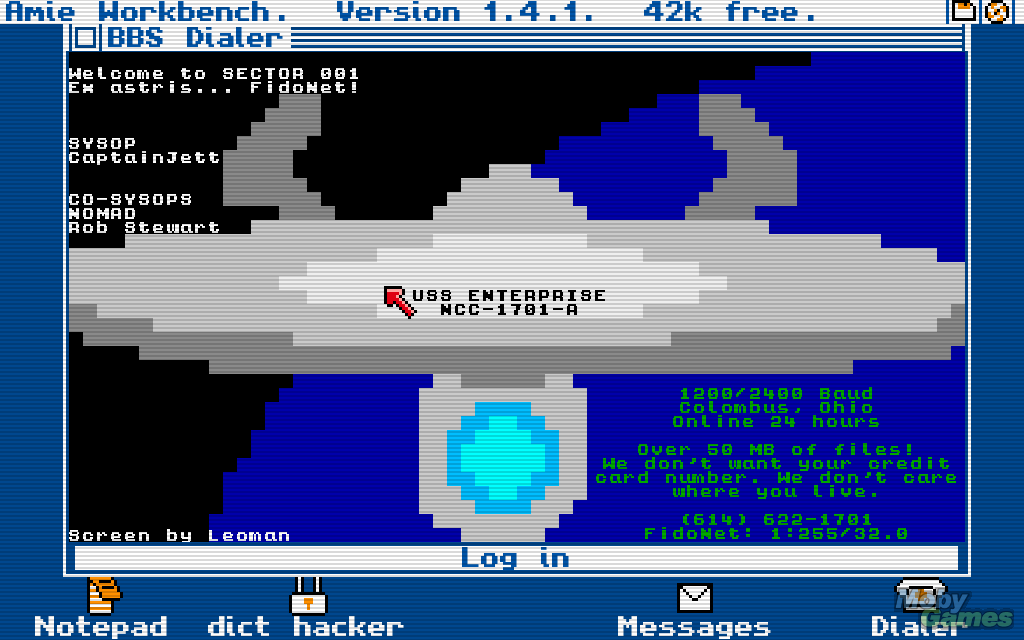 Amie Workbench. Version 1.4.1. 42k free.
BBS Dialer
Welcome to SECTOR 001
Ex astris... FidoNet!
SYSOP
CaptainJett
CO-SYSOPS
NOMAD
Rob Stewart
USS ENTERPRISE
NCC-1701-A
1200/2400 Baud
Colombus, Ohio
Online 24 hours
Over 50 MB of files!
We don't want your credit
card number. We don't care
where you live.
(614) 622-1701
FidoNet: 1:255/32.0
Screen by Leoman
Log in
Notepad dict hacker Messages Dialer
Moby
Games